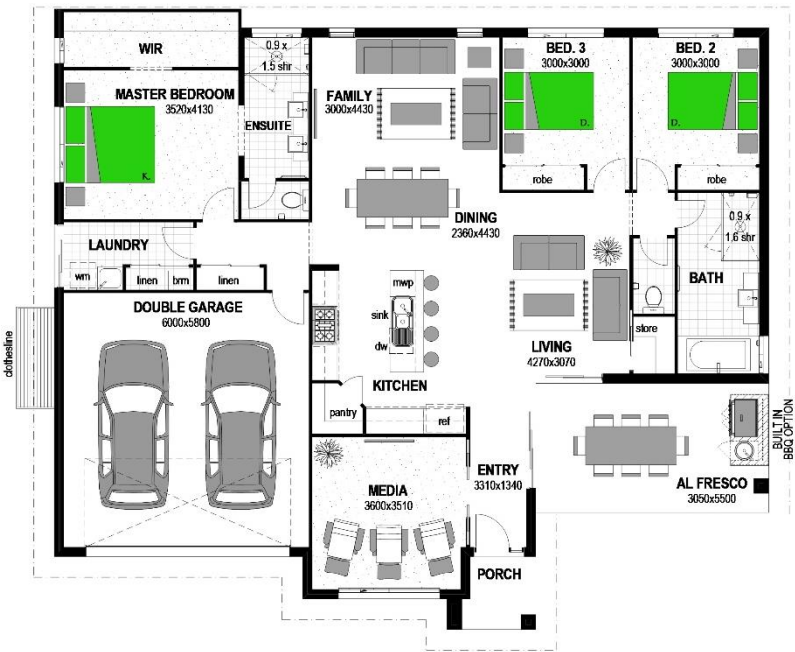 WIR
0.9 x
1.5 shr
MASTER BEDROOM
3520x4130
K.
ENSUITE
FAMILY
3000x4430
BED. 3
3000x3000
D.
robe
BED. 2
3000x3000
D.
robe
DINING
2360x4430
0.9 x
1.6 shr
BATH
LAUNDRY
wm
linen
brm
linen
DOUBLE GARAGE
6000x5800
clothesline
mwp
sink
dw
KITCHEN
pantry
ref
LIVING
4270x3070
store
BUILT IN
BBQ OPTION
AL FRESCO
3050x5500
ENTRY
3310x1340
MEDIA
3600x3510
PORCH